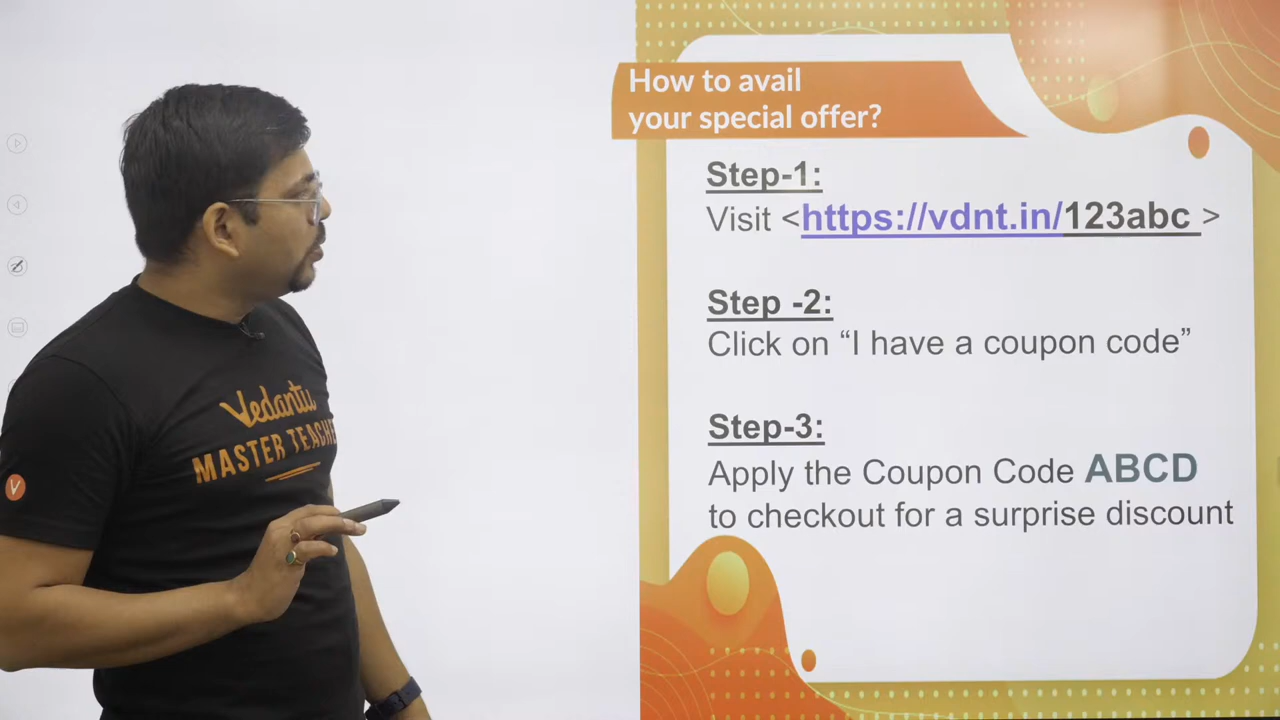 How to avail
your special offer?
Step-1:
Visit <https://vdnt.in/123abc >
Step -2:
Click on “I have a coupon code”
Step-3:
Apply the Coupon Code ABCD
to checkout for a surprise discount
Vedantu
MASTER TEACHE
V